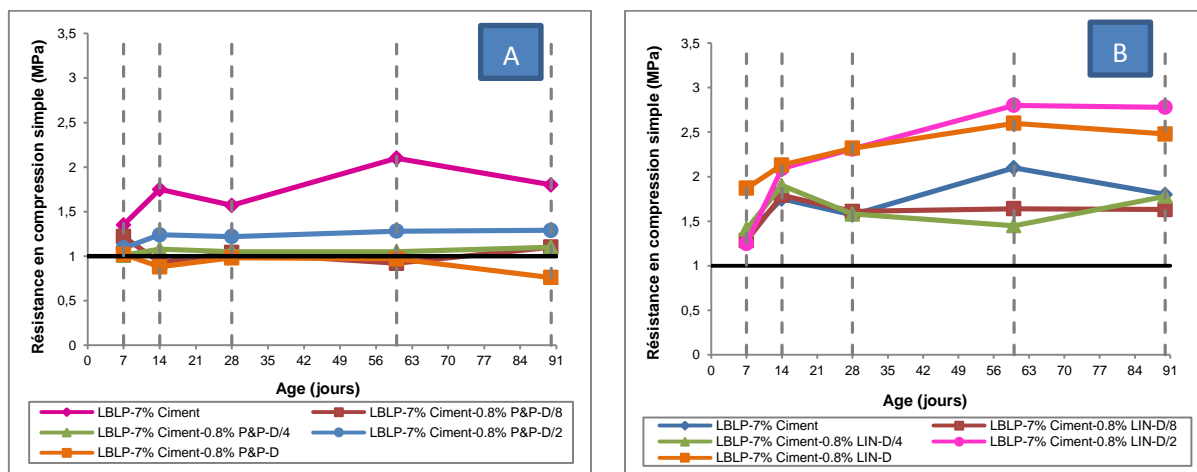 A
Résistance en compression simple (MPa)
3,5
3
2,5
2
1,5
1
0,5
0
0 7 14 21 28 35 42 49 56 63 70 77 84 91
Age (jours)
LBLP-7% Ciment
LBLP-7% Ciment-0.8% P&P-D/8
LBLP-7% Ciment-0.8% P&P-D/4
LBLP-7% Ciment-0.8% P&P-D/2
LBLP-7% Ciment-0.8% P&P-D
B
Résistance en compression simple (MPa)
3,5
3
2,5
2
1,5
1
0,5
0
0 7 14 21 28 35 42 49 56 63 70 77 84 91
Age (jours)
LBLP-7% Ciment
LBLP-7% Ciment-0.8% LIN-D/8
LBLP-7% Ciment-0.8% LIN-D/4
LBLP-7% Ciment-0.8% LIN-D/2
LBLP-7% Ciment-0.8% LIN-D